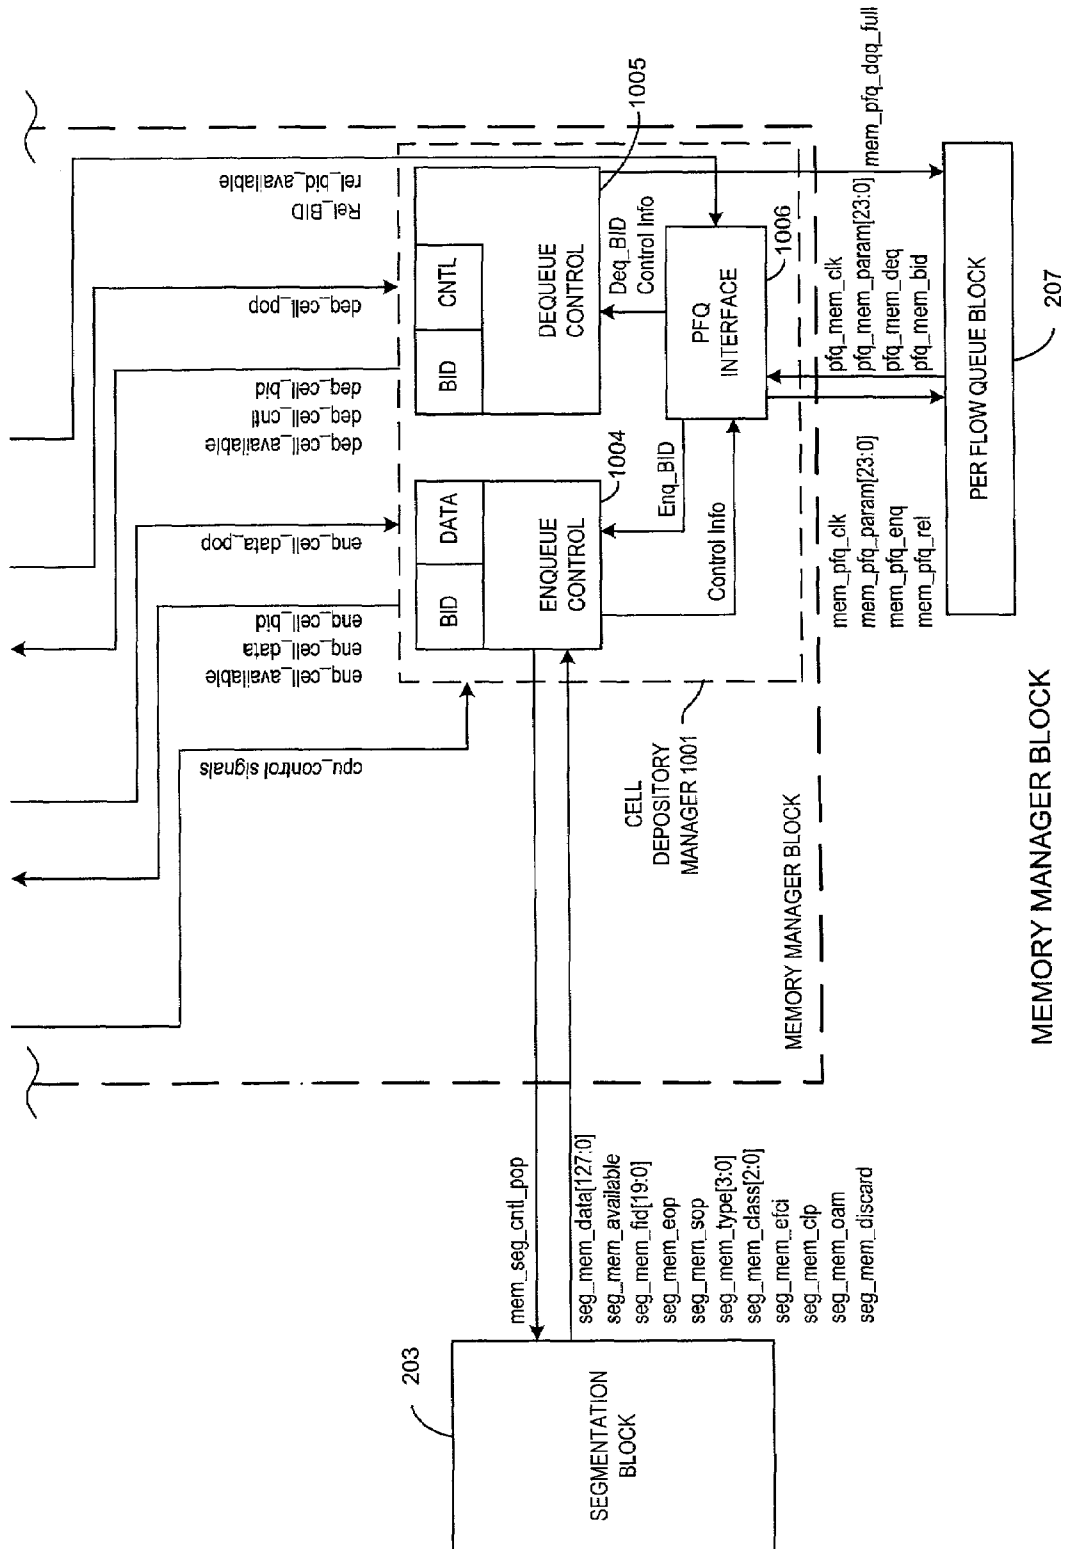 rel_bid_available
Rel_BID
deq_cell_pop
deq_cell_bid
deq_cell_cntl
deq_cell_available
enq_cell_data_pop
enq_cell_bid
enq_cell_data
enq_cell_available
cpu_control signals
1005
BID
CNTL
DEQUEUE
CONTROL
mem_pfq_dqq_full
Deq_BID
Control Info
1006
PFQ
INTERFACE
1004
BID
DATA
ENQUEUE
CONTROL
Enq_BID
Control Info
pfq_mem_clk
pfq_mem_param[23:0]
pfq_mem_deq
pfq_mem_bid
mem_pfq_clk
mem_pfq_param[23:0]
mem_pfq_enq
mem_pfq_rel
PER FLOW QUEUE BLOCK
207
CELL
DEPOSITORY
MANAGER 1001
MEMORY MANAGER BLOCK
mem_seg_cntl_pop
seg_mem_data[127:0]
seg_mem_available
seg_mem_fid[19:0]
seg_mem_eop
seg_mem_sop
seg_mem_type[3:0]
seg_mem_class[2:0]
seg_mem_efci
seg_mem_clp
seg_mem_oam
seg_mem_discard
203
SEGMENTATION
BLOCK
MEMORY MANAGER BLOCK